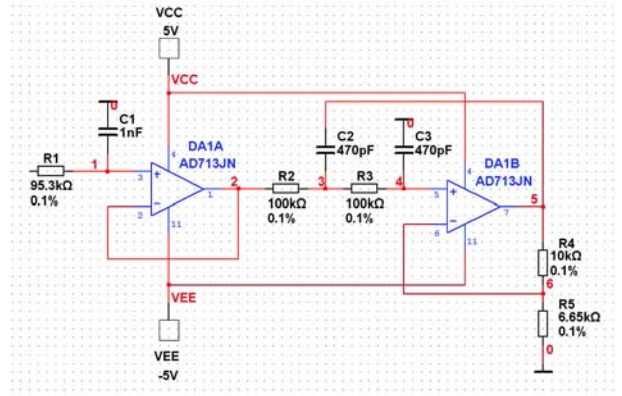 VCC
5V
VCC
0
C1
1nF
R1
1
95.3kΩ
0.1%
DA1A
AD713JN
3
4
2
11
1
2
R2
100kΩ
0.1%
C2
470pF
3
R3
100kΩ
0.1%
0
C3
470pF
4
DA1B
AD713JN
5
4
6
11
7
5
R4
10kΩ
0.1%
6
R5
6.65kΩ
0.1%
0
VEE
VEE
-5V